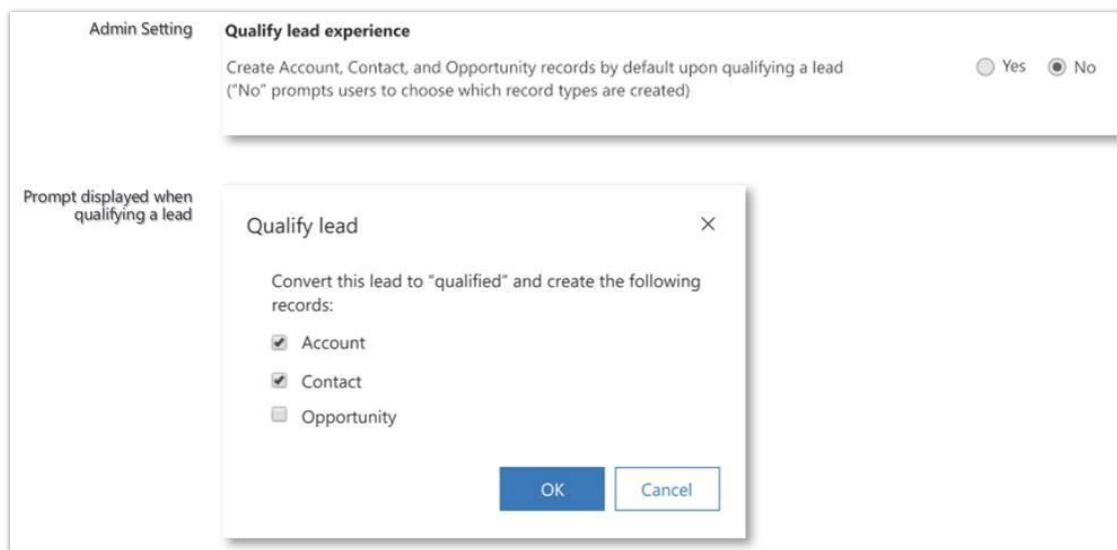 Admin Setting
Qualify lead experience
Create Account, Contact, and Opportunity records by default upon qualifying a lead
("No" prompts users to choose which record types are created)
Yes
No
Prompt displayed when
qualifying a lead
Qualify lead
Convert this lead to "qualified" and create the following
records:
Account
Contact
Opportunity
OK
Cancel